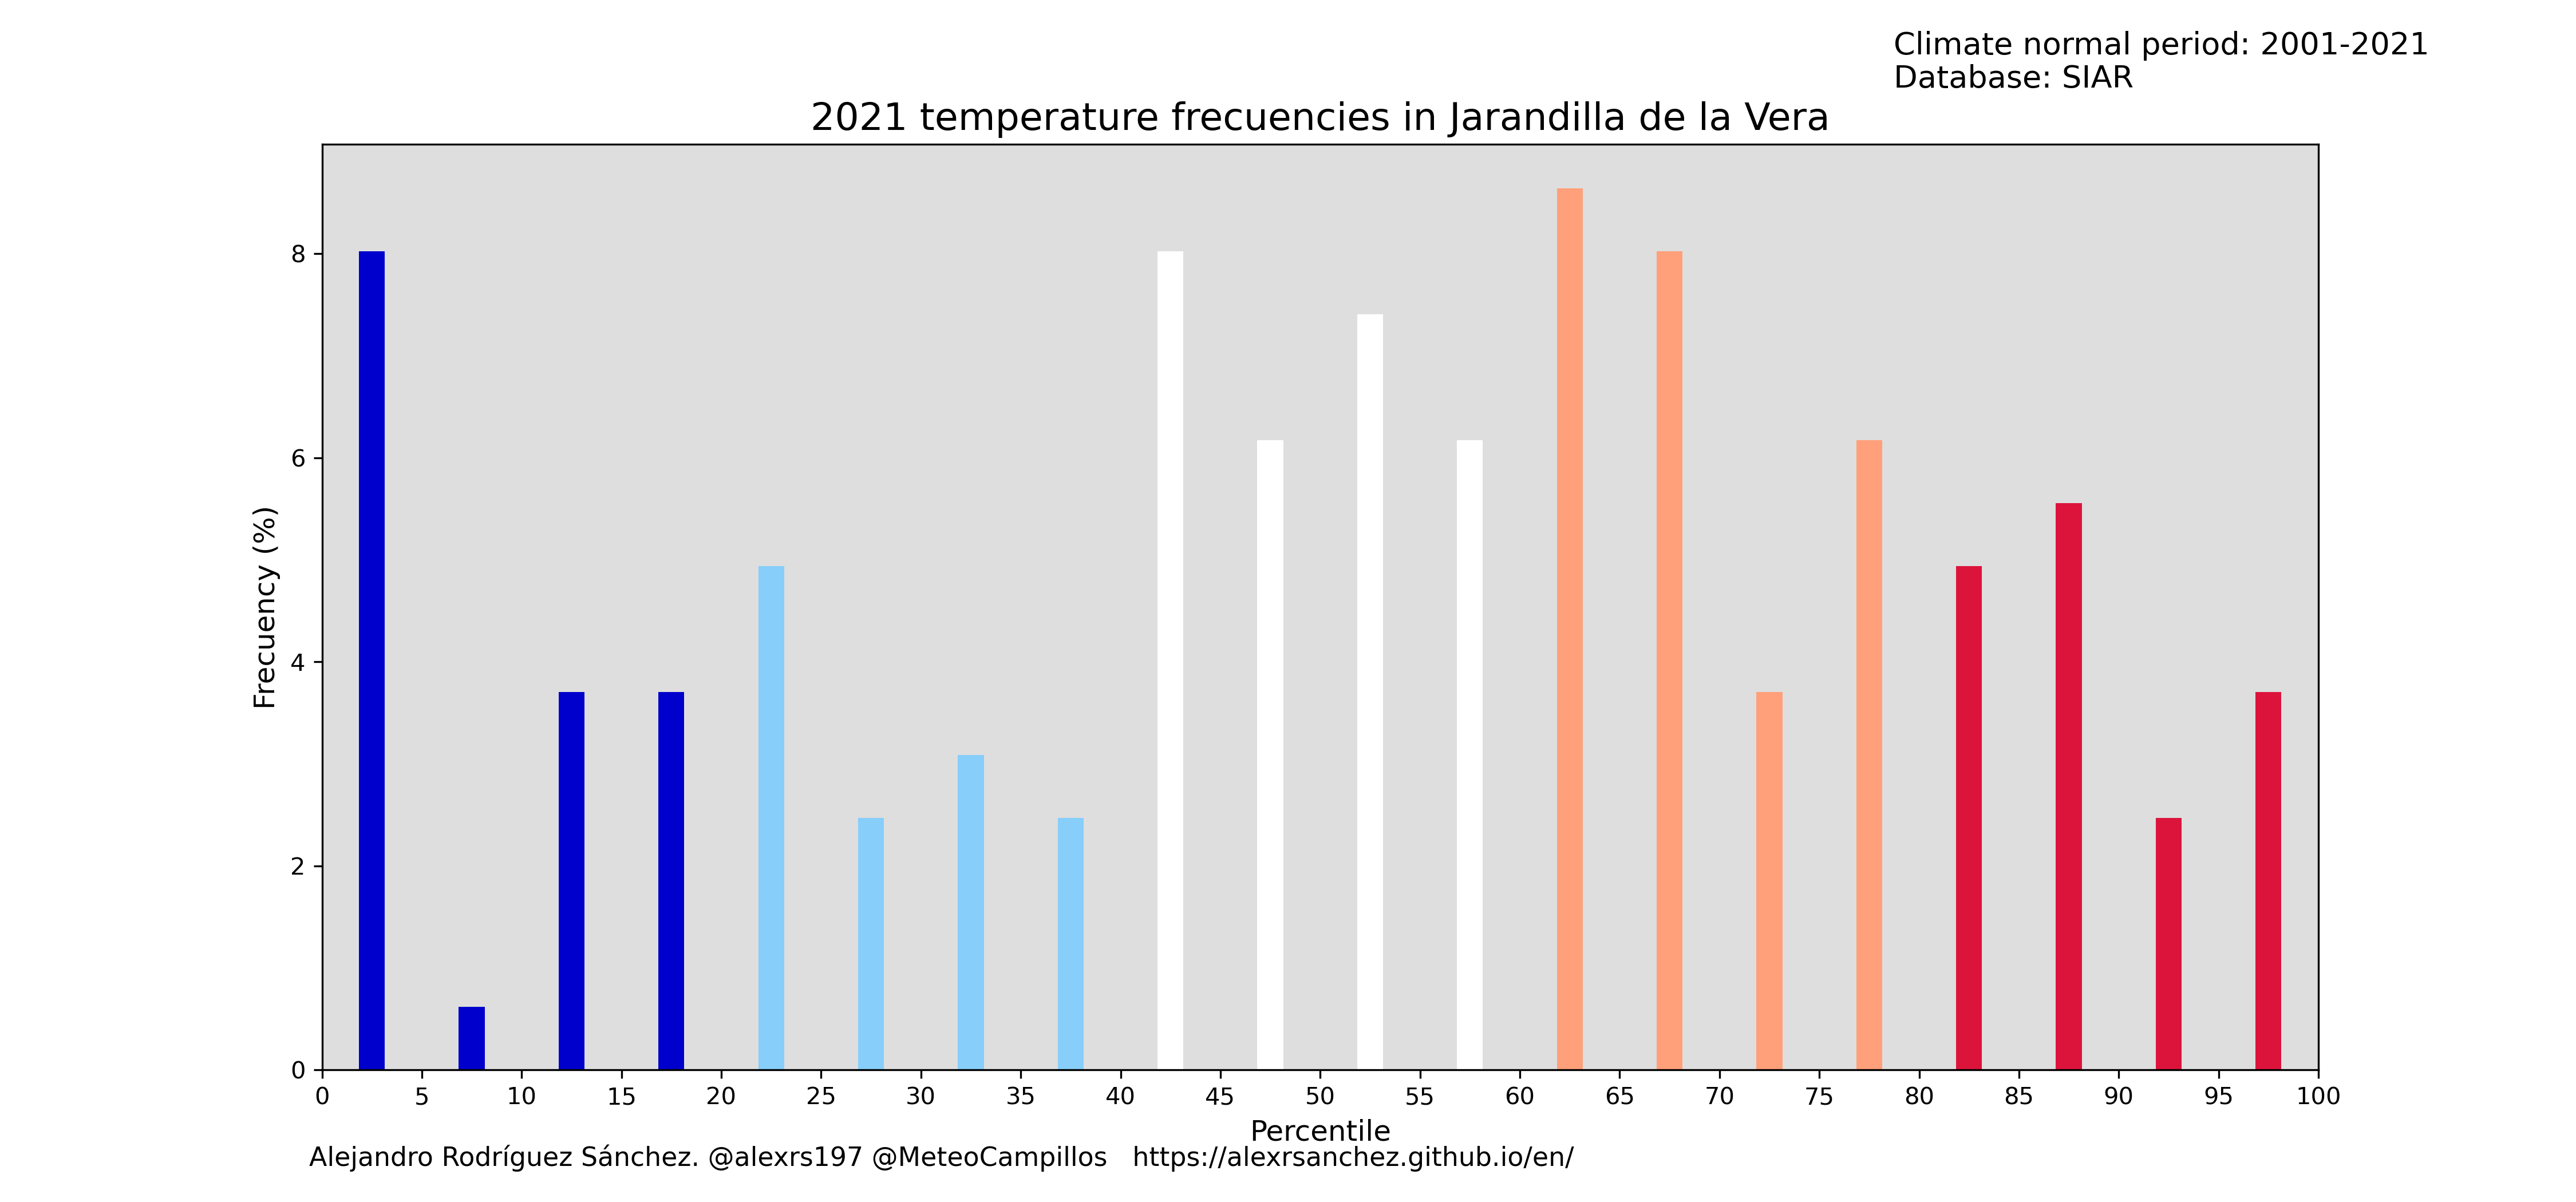 Climate normal period: 2001-2021
Database: SIAR
2021 temperature frecuencies in Jarandilla de la Vera
Frecuency (%)
8
6
4
2
0
0 5 10 15 20 25 30 35 40 45 50 55 60 65 70 75 80 85 90 95 100
Percentile
Alejandro Rodríguez Sánchez. @alexrs197 @MeteoCampillos https://alexrsanchez.github.io/en/